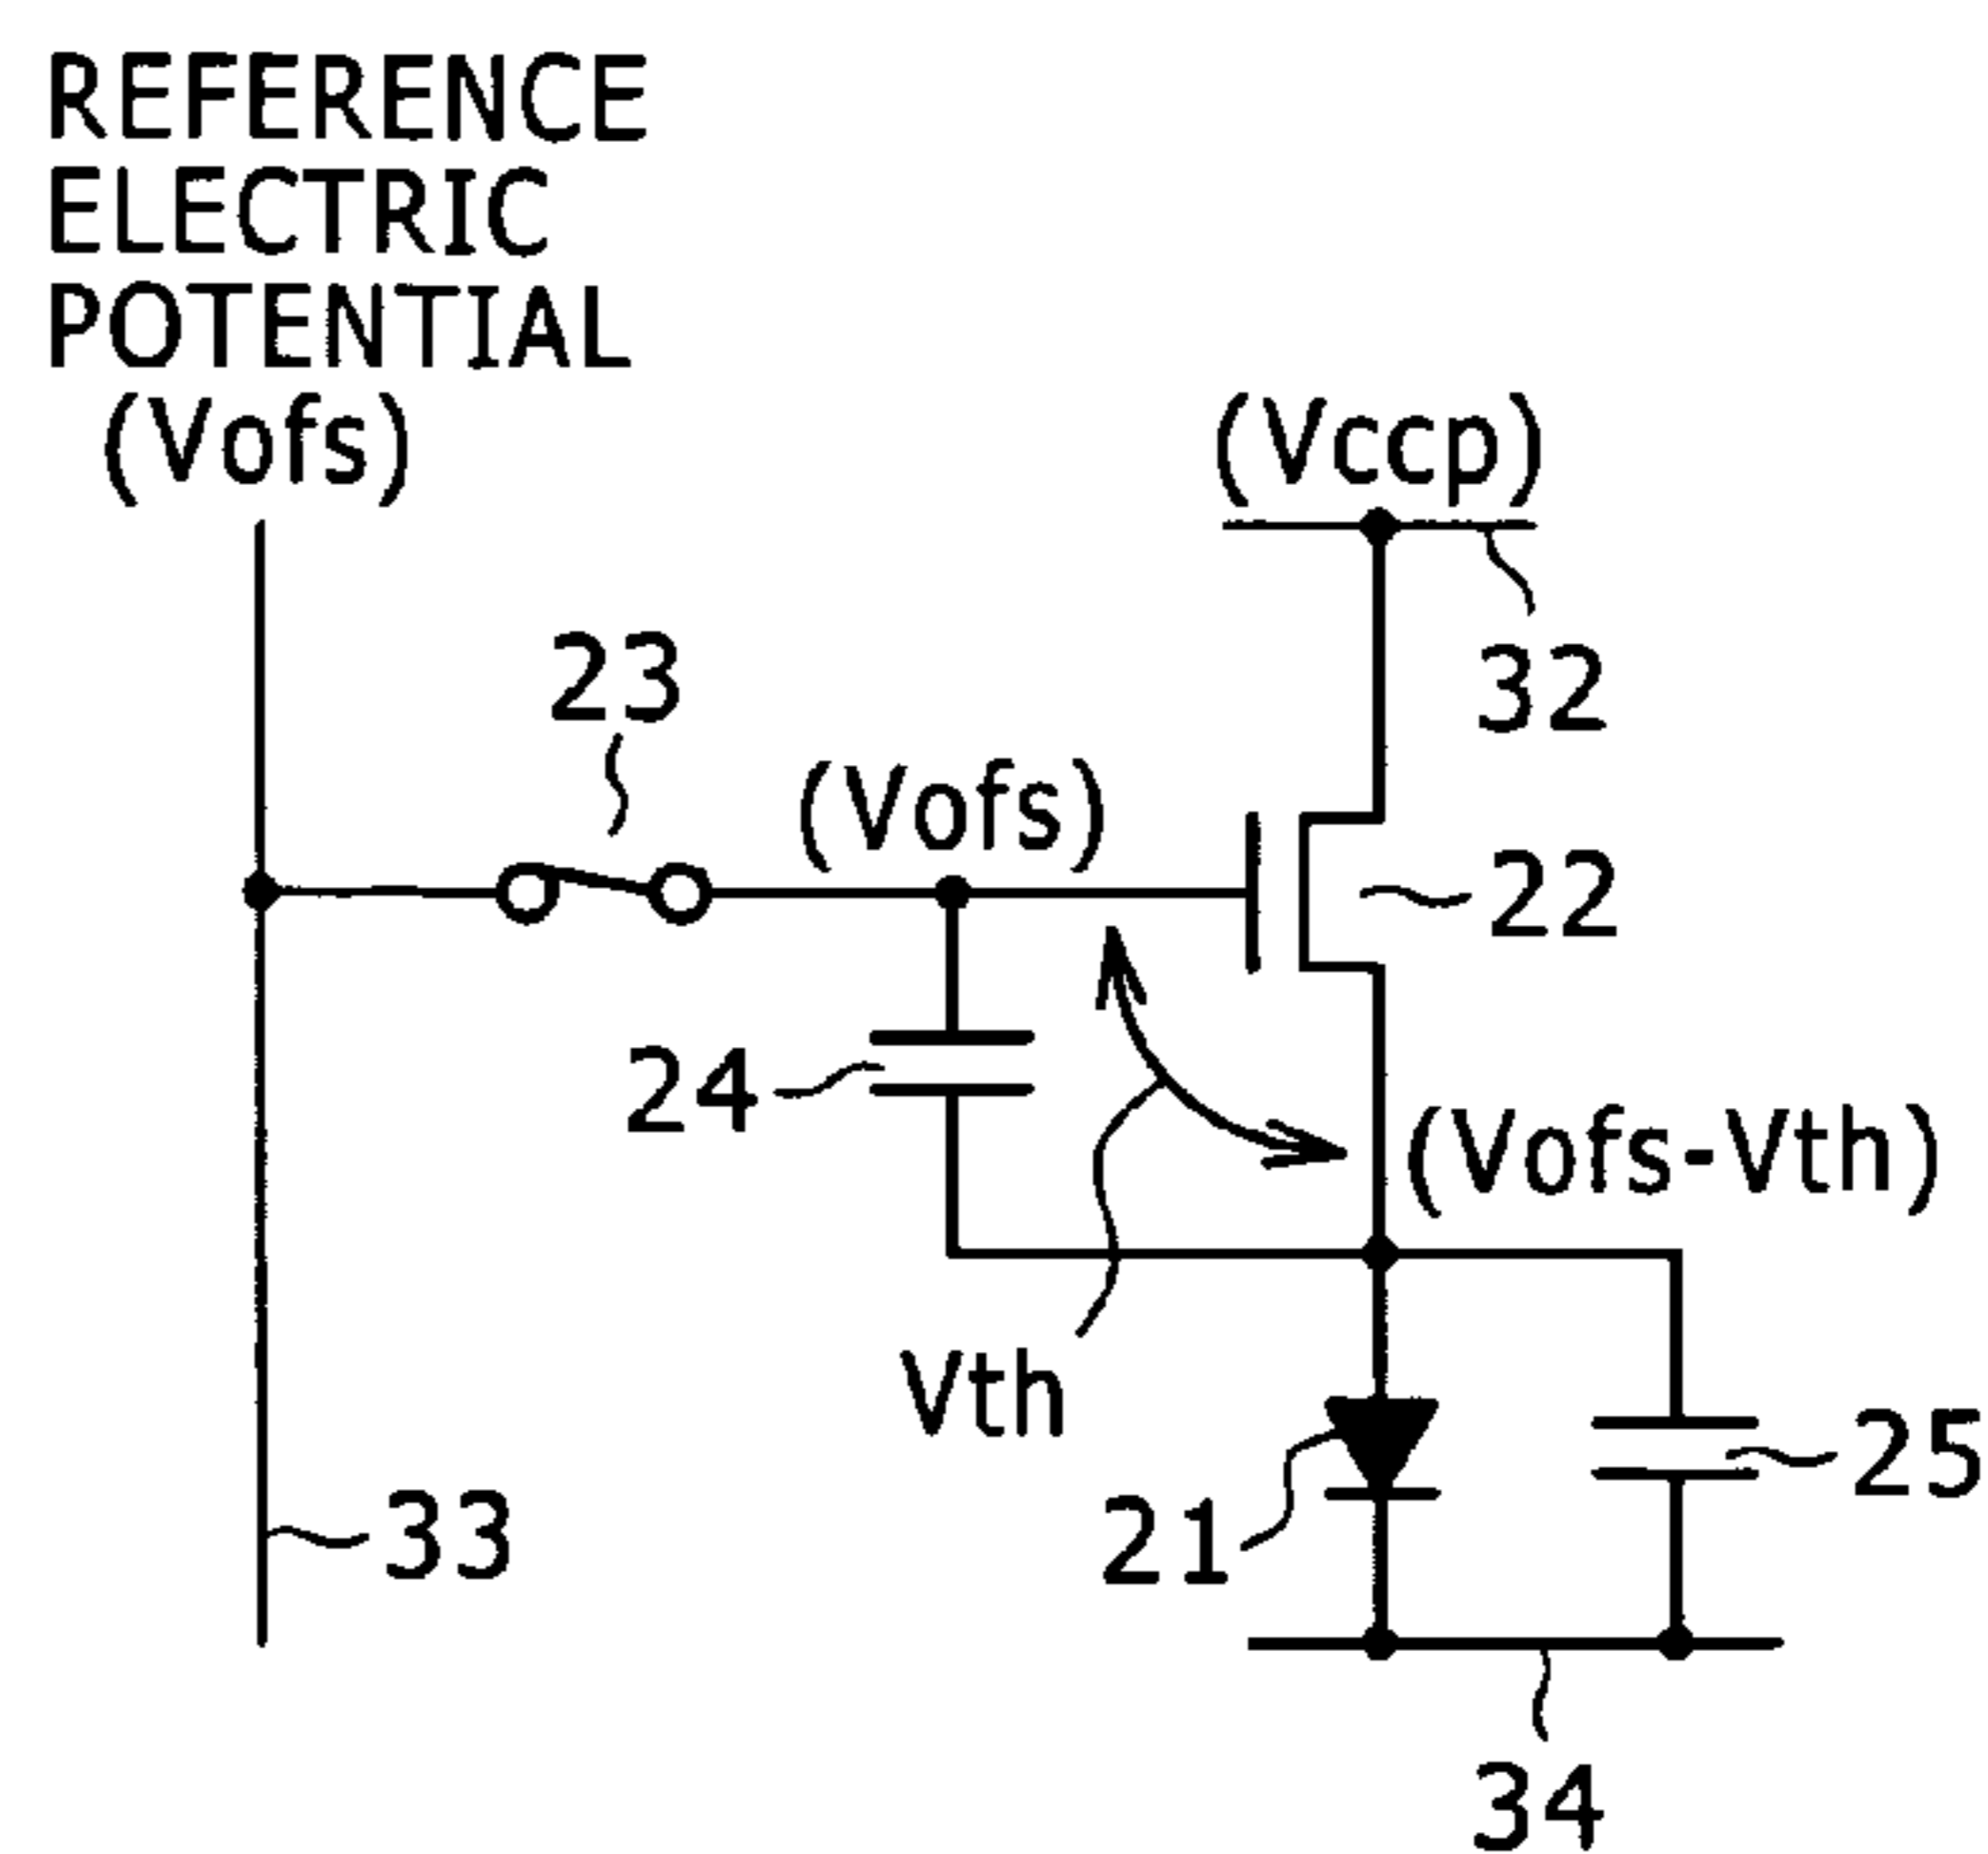 REFERENCE
ELECTRIC
POTENTIAL
(Vofs)
(Vccp)
32
23
(Vofs)
22
24
(Vofs-Vth)
Vth
21
25
33
34